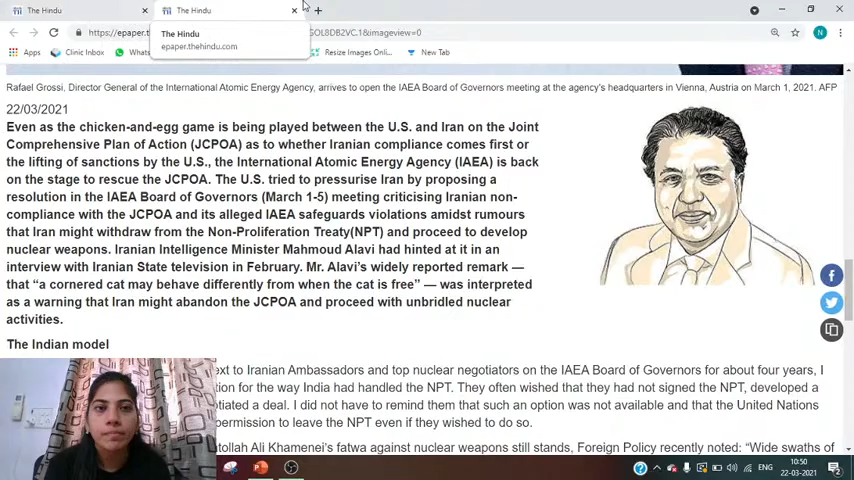 The Hindu
The Hindu
https://epaper.th
GOL8DB2VC.1&imageview=0
The Hindu
epaper.thehindu.com
Apps
Clinic Inbox
Whats
Resize Images Onlin...
New Tab
N
Rafael Grossi, Director General of the International Atomic Energy Agency, arrives to open the IAEA Board of Governors meeting at the agency's headquarters in Vienna, Austria on March 1, 2021. AFP
22/03/2021
Even as the chicken-and-egg game is being played between the U.S. and Iran on the Joint
Comprehensive Plan of Action (JCPOA) as to whether Iranian compliance comes first or
the lifting of sanctions by the U.S., the International Atomic Energy Agency (IAEA) is back
on the stage to rescue the JCPOA. The U.S. tried to pressurise Iran by proposing a
resolution in the IAEA Board of Governors (March 1-5) meeting criticising Iranian non-
compliance with the JCPOA and its alleged IAEA safeguards violations amidst rumours
that Iran might withdraw from the Non-Proliferation Treaty(NPT) and proceed to develop
nuclear weapons. Iranian Intelligence Minister Mahmoud Alavi had hinted at it in an
interview with Iranian State television in February. Mr. Alavi's widely reported remark —
that “a cornered cat may behave differently from when the cat is free” — was interpreted
as a warning that Iran might abandon the JCPOA and proceed with unbridled nuclear
activities.
The Indian model
ext to Iranian Ambassadors and top nuclear negotiators on the IAEA Board of Governors for about four years, I
tion for the way India had handled the NPT. They often wished that they had not signed the NPT, developed a
otiated a deal. I did not have to remind them that such an option was not available and that the United Nations
permission to leave the NPT even if they wished to do so.
atollah Ali Khamenei's fatwa against nuclear weapons still stands, Foreign Policy recently noted: “Wide swaths of
ENG
10:50
22-03-2021